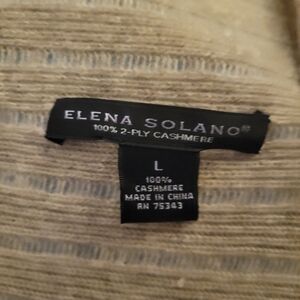 ELENA SOLANO®
100% 2-PLY CASHMERE
L
100%
CASHMERE
MADE IN CHINA
RN 75343